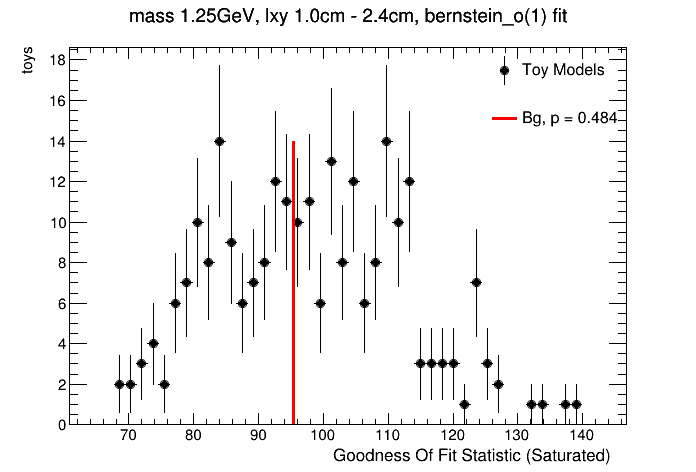 mass 1.25GeV, lxy 1.0cm - 2.4cm, bernstein_o(1) fit
toys
Toy Models
Bg, p = 0.484
18
16
14
12
10
8
6
4
2
0
70 80 90 100 110 120 130 140
Goodness Of Fit Statistic (Saturated)